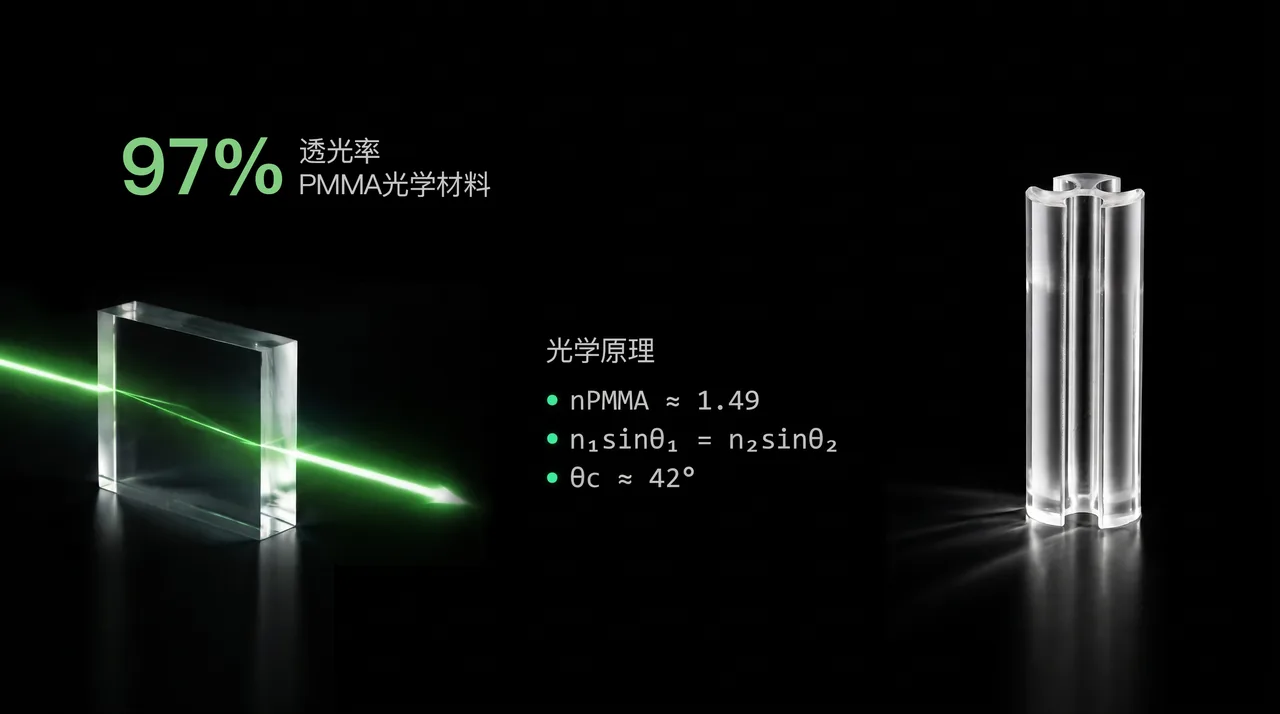 97%
透光率
PMMA光学材料
光学原理
• nPMMA ≈ 1.49
• n₁sinθ₁ = n₂sinθ₂
• θc ≈ 42°